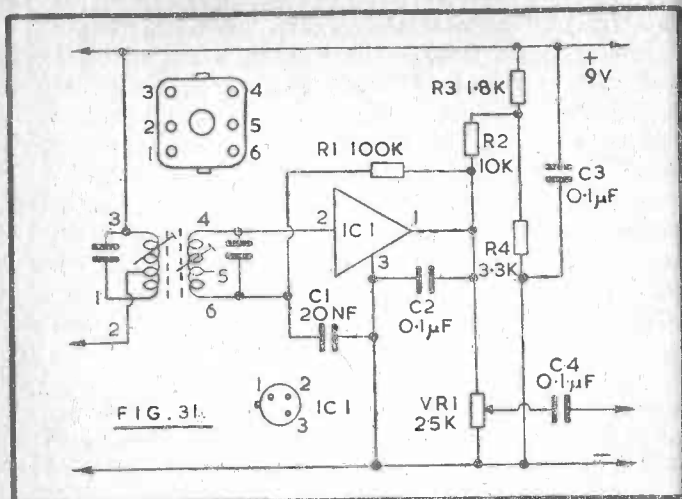 +
9V
3 4
2 5
1 6
R3 1·8K
R1 100K
R2
10K
C3
0·1µF
3
4
2
IC 1
1
R4
3·3K
5
3
1
C2
0·1µF
6
C1
20NF
2
C4
0·1µF
1 2
3
IC 1
VR1
25K
FIG. 31.
−